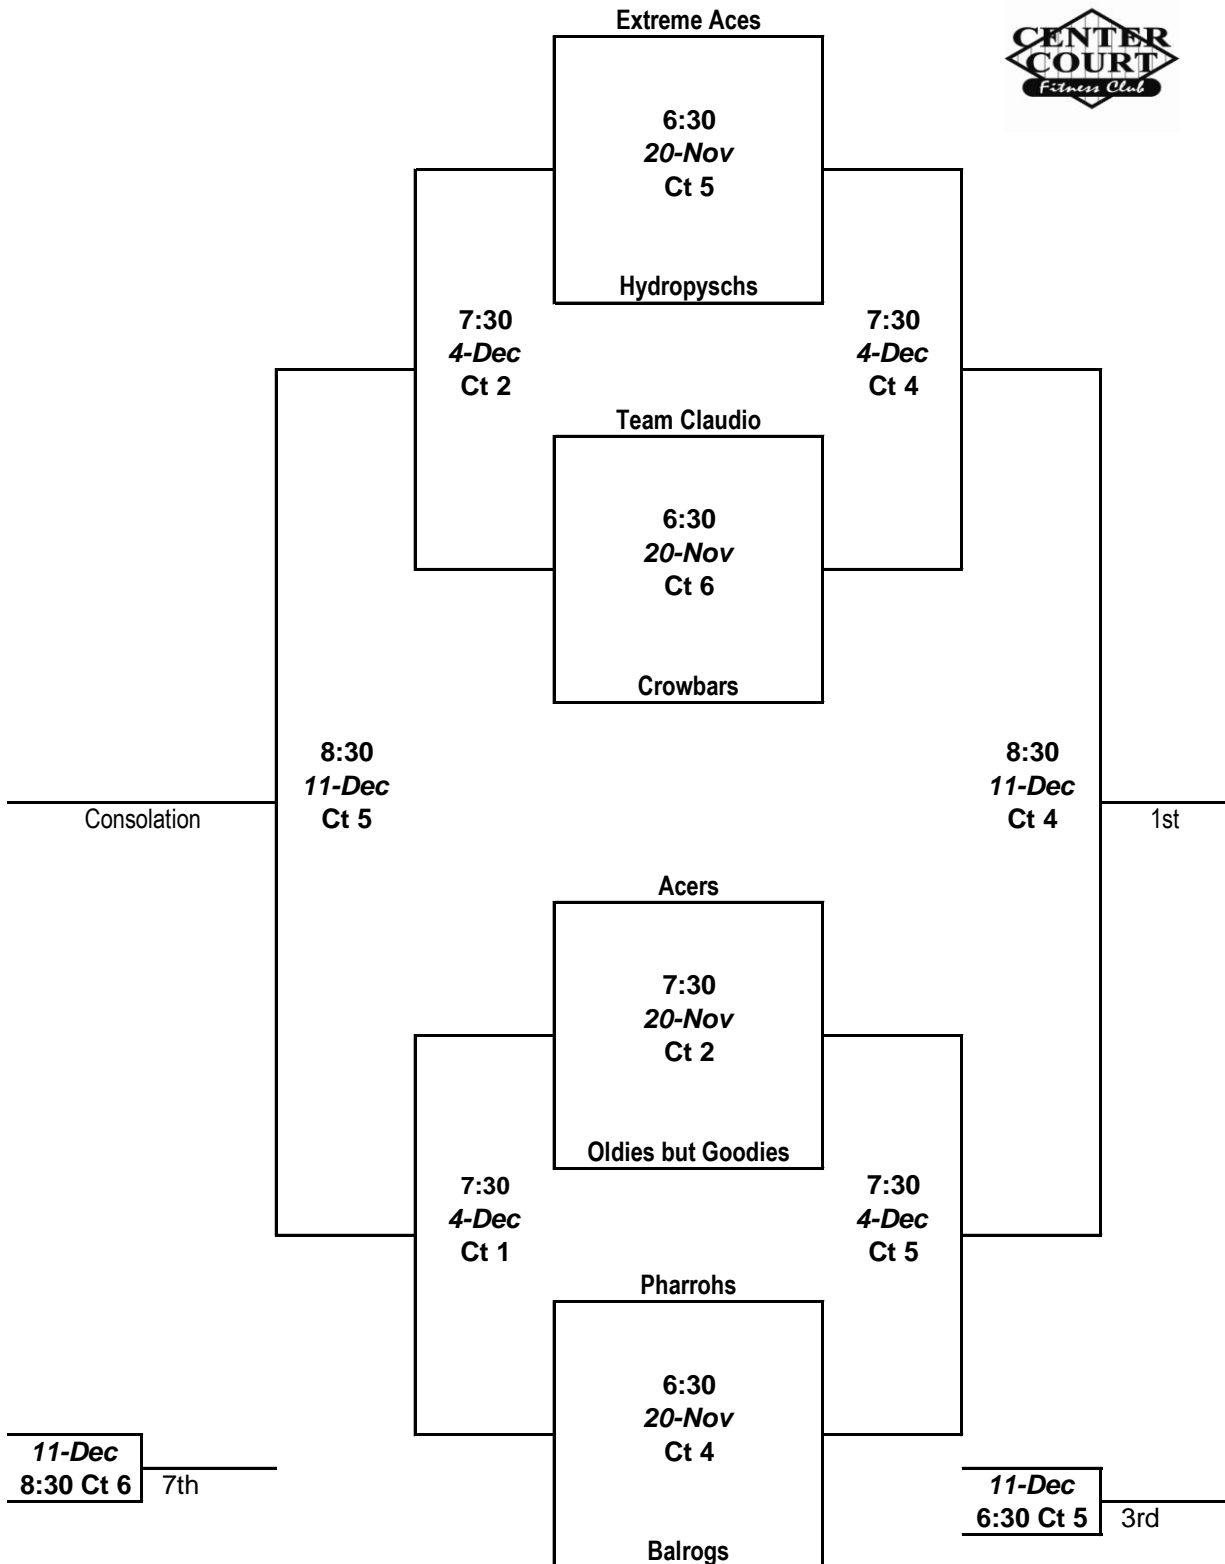 Extreme Aces
CENTER
COURT
Fitness Club
6:30
20-Nov
Ct 5
Hydropyschs
7:30
4-Dec
Ct 2
7:30
4-Dec
Ct 4
Team Claudio
6:30
20-Nov
Ct 6
Crowbars
8:30
11-Dec
Ct 5
Consolation
8:30
11-Dec
Ct 4
1st
Acers
7:30
20-Nov
Ct 2
Oldies but Goodies
7:30
4-Dec
Ct 1
7:30
4-Dec
Ct 5
Pharrohs
6:30
20-Nov
Ct 4
11-Dec
8:30 Ct 6
7th
11-Dec
6:30 Ct 5
3rd
Balrogs